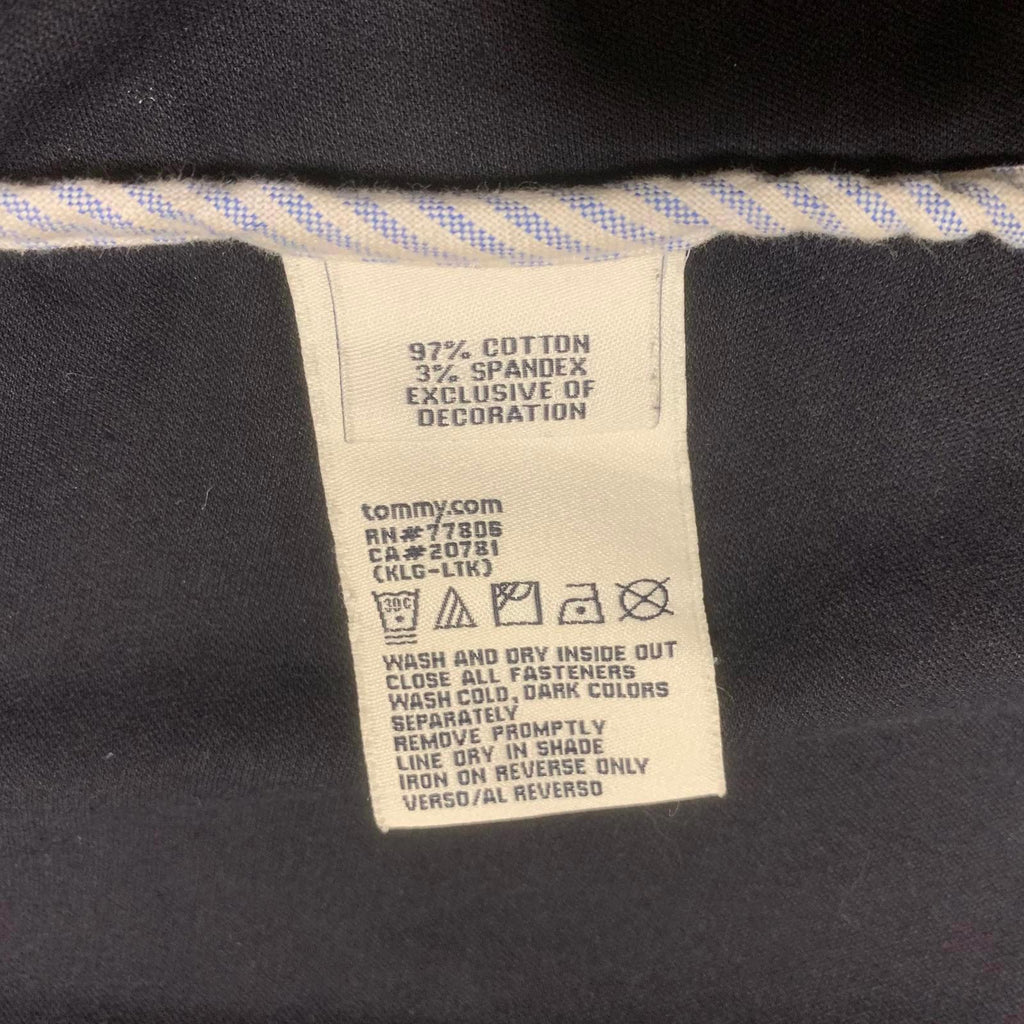 97% COTTON
3% SPANDEX
EXCLUSIVE OF
DECORATION
tommy.com
RN#77806
CA#20781
(KLG-LTK)
30C
WASH AND DRY INSIDE OUT
CLOSE ALL FASTENERS
WASH COLD, DARK COLORS
SEPARATELY
REMOVE PROMPTLY
LINE DRY IN SHADE
IRON ON REVERSE ONLY
VERSO/AL REVERSO